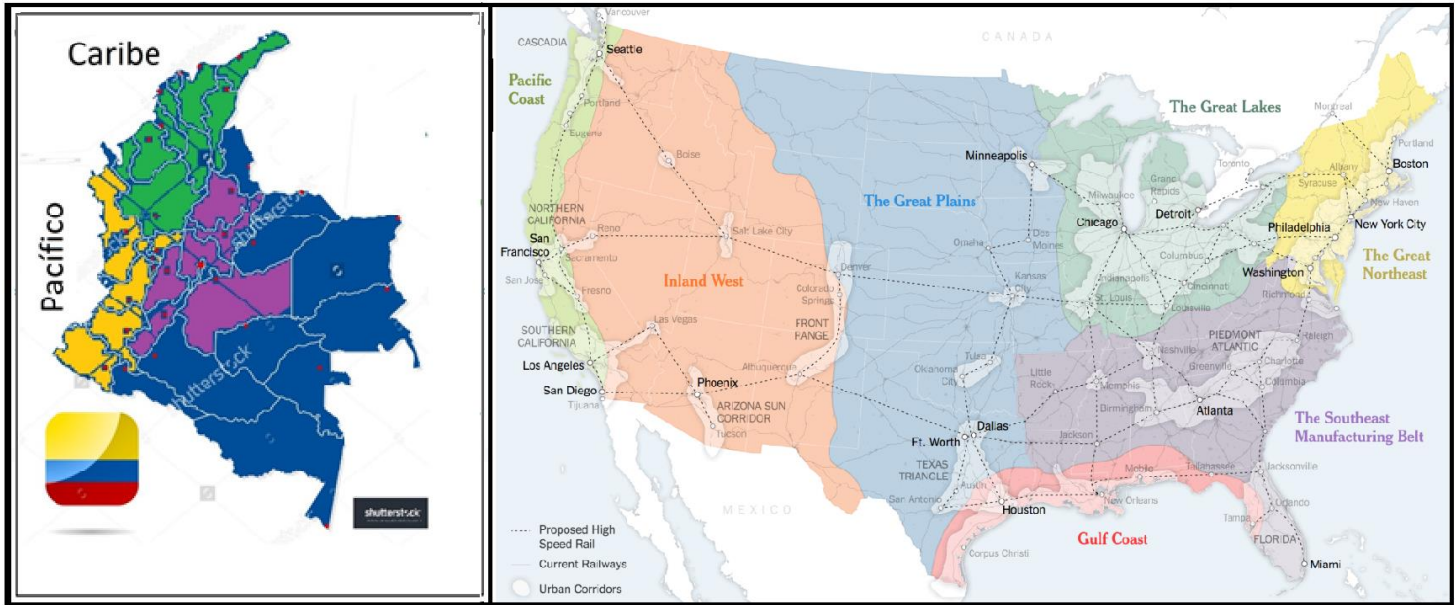 Caribe
Pacífico
shutterstock
shutterstock
shutterstock
Vancouver
CANADA
CASCADIA
Seattle
Pacific
Coast
Portland
Eugene
Boise
The Great Lakes
Montreal
Portland
Minneapolis
Toronto
Albany
Boston
Syracuse
Milwaukee
Grand
Rapids
New Haven
The Great Plains
NORTHERN
CALIFORNIA
Reno
Salt Lake City
Chicago
Detroit
Philadelphia
New York City
San
Francisco
Sacramento
Omaha
Des
Moines
Columbus
Washington
The Great
Northeast
San Jose
Fresno
Inland West
Denver
Colorado
Springs
Kansas
City
Indianapolis
Cincinnati
St. Louis
Louisville
Richmond
SOUTHERN
CALIFORNIA
Las Vegas
FRONT
RANGE
PIEDMONT
ATLANTIC
Raleigh
Nashville
Los Angeles
Albuquerque
Tulsa
Oklahoma
City
Little
Rock
Memphis
Greenville
Charlotte
Columbia
San Diego
Phoenix
Tijuana
ARIZONA SUN
CORRIDOR
Birmingham
Atlanta
The Southeast
Manufacturing Belt
Tucson
Ft. Worth
Dallas
Jackson
TEXAS
TRIANGLE
Mobile
Tallahassee
Jacksonville
Austin
San Antonio
Houston
New Orleans
Orlando
MEXICO
Tampa
FLORIDA
Gulf Coast
Corpus Christi
Miami
Proposed High
Speed Rail
Current Railways
Urban Corridors